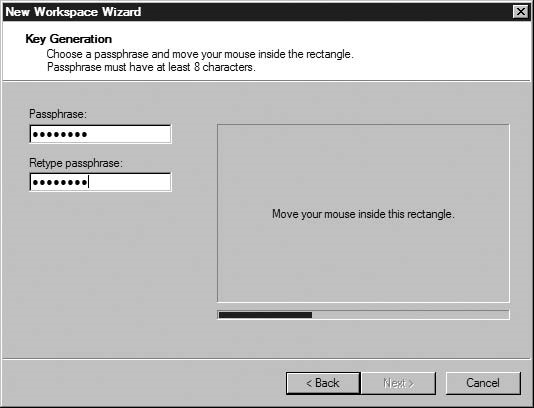 New Workspace Wizard
Key Generation
Choose a passphrase and move your mouse inside the rectangle.
Passphrase must have at least 8 characters.
Passphrase:
●●●●●●●●
Retype passphrase:
●●●●●●●●
Move your mouse inside this rectangle.
< Back
Next >
Cancel